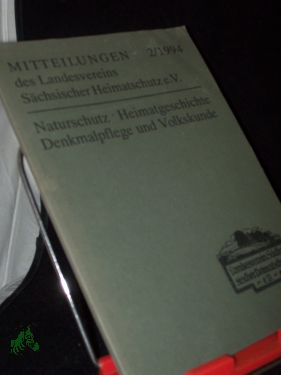 MITTEILUNGEN 2/1994
des Landesvereins
Sächsischer Heimatschutz e.V.
Naturschutz · Heimatgeschichte
Denkmalpflege und Volkskunde